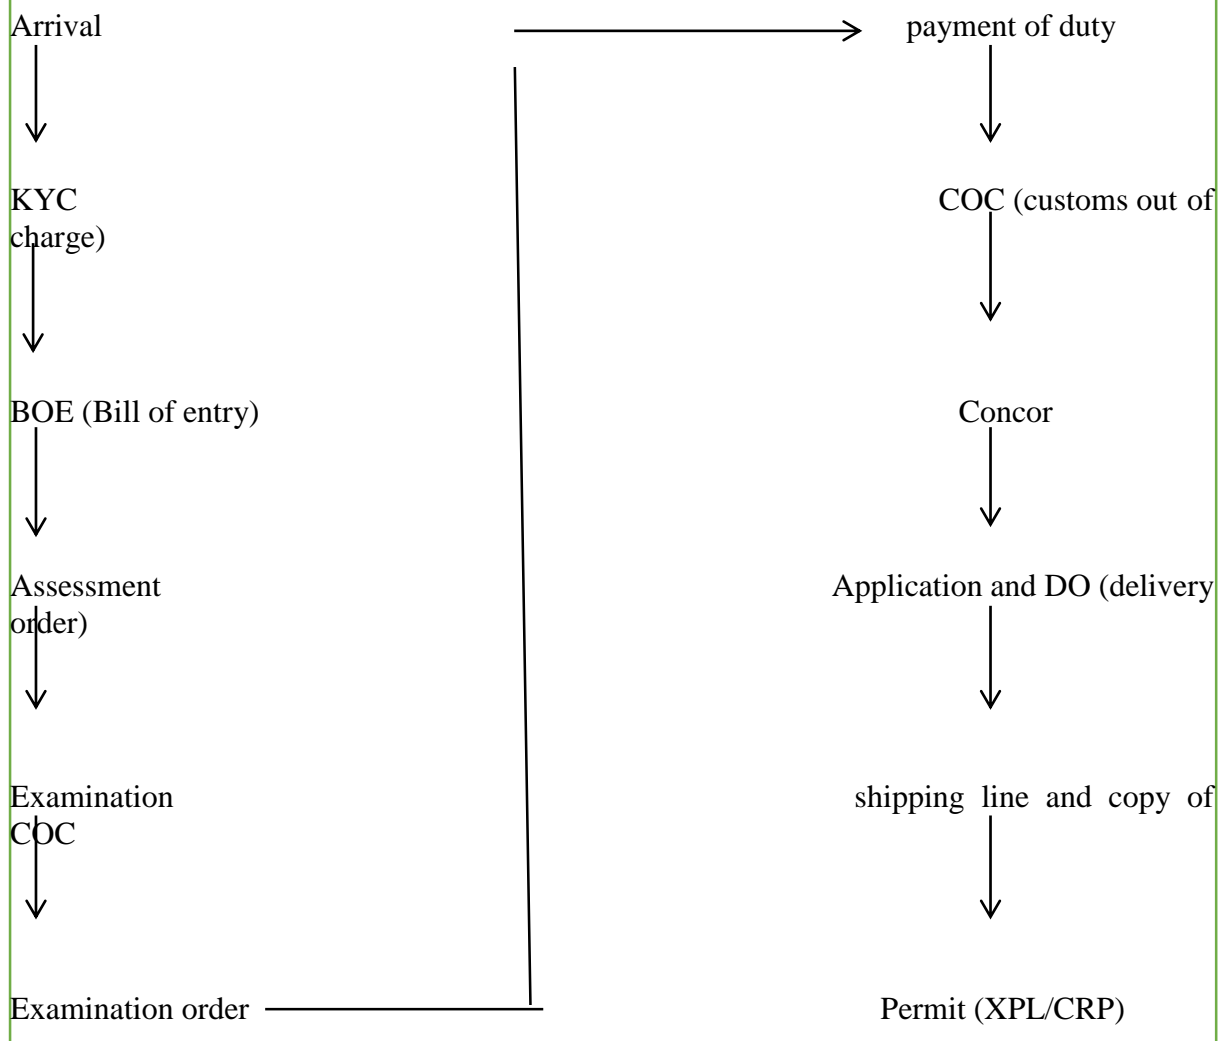 Arrival payment of duty
KYC COC (customs out of
charge)
BOE (Bill of entry) Concor
Assessment Application and DO (delivery
order)
Examination shipping line and copy of
COC
Examination order Permit (XPL/CRP)